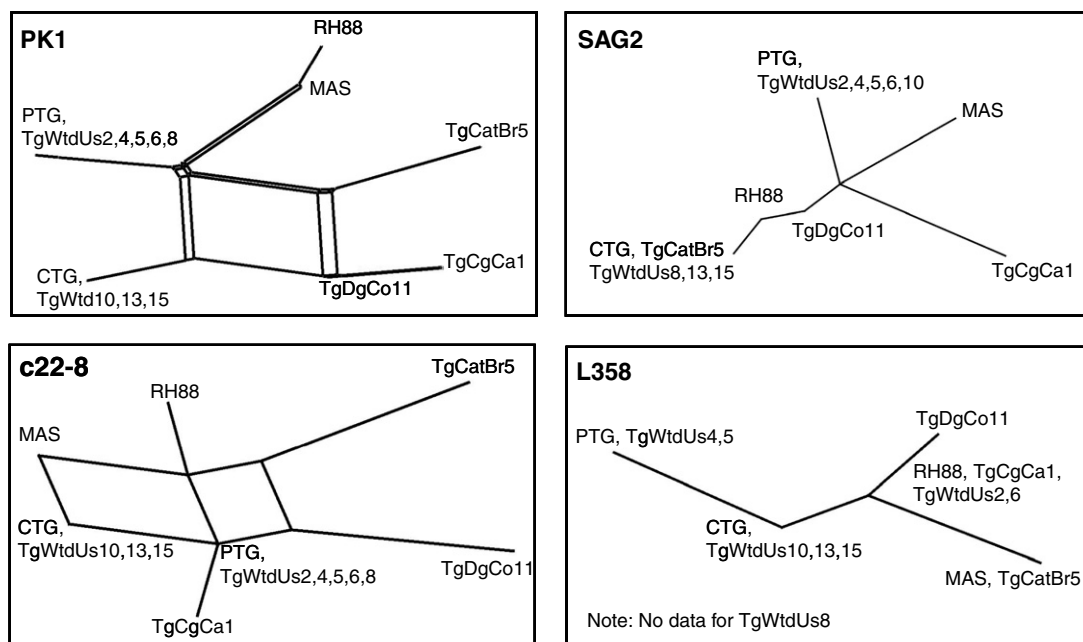 PK1
RH88
MAS
PTG,
TgWtdUs2,4,5,6,8
TgCatBr5
CTG,
TgWtd10,13,15
TgCgCa1
TgDgCo11
SAG2
PTG,
TgWtdUs2,4,5,6,10
MAS
RH88
TgDgCo11
CTG, TgCatBr5
TgWtdUs8,13,15
TgCgCa1
c22-8
TgCatBr5
RH88
MAS
CTG,
TgWtdUs10,13,15
PTG,
TgWtdUs2,4,5,6,8
TgDgCo11
TgCgCa1
L358
TgDgCo11
PTG, TgWtdUs4,5
RH88, TgCgCa1,
TgWtdUs2,6
CTG,
TgWtdUs10,13,15
MAS, TgCatBr5
Note: No data for TgWtdUs8